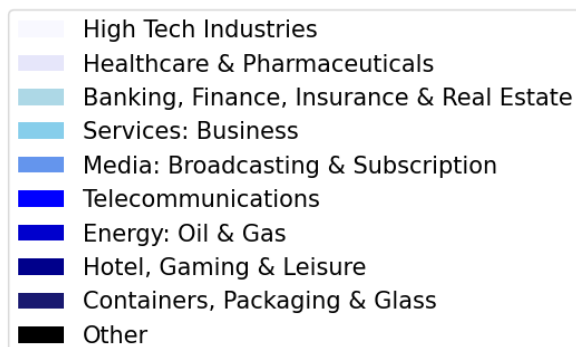 High Tech Industries
Healthcare & Pharmaceuticals
Banking, Finance, Insurance & Real Estate
Services: Business
Media: Broadcasting & Subscription
Telecommunications
Energy: Oil & Gas
Hotel, Gaming & Leisure
Containers, Packaging & Glass
Other